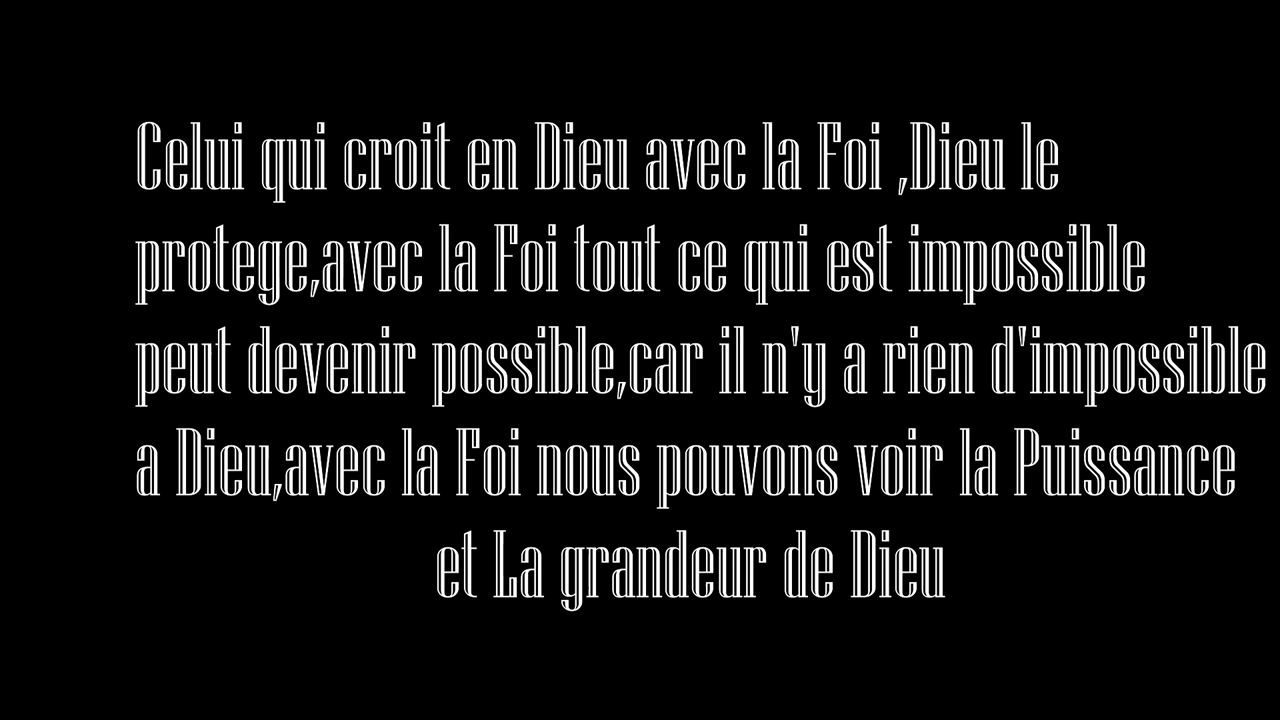 Celui qui croit en Dieu avec la Foi ,Dieu le
protege,avec la Foi tout ce qui est impossible
peut devenir possible,car il n'y a rien d'impossible
a Dieu,avec la Foi nous pouvons voir la Puissance
et La grandeur de Dieu